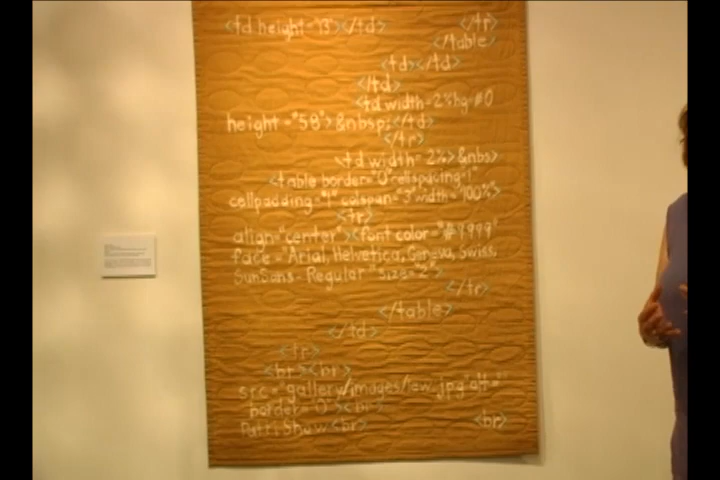 <td height="13"></td> </tr>
</table>
<td></td>
</td>
<td width=2% bg=#0
height="58">&nbsp;</td>
</tr>
<td width=2%>&nbs>
<table border="0"cellspacing=1"
cellpadding="1" colspan="3"width="100%">
<tr>
align="center"><font color="#9999"
face="Arial, Helvetica, Geneva, Swiss,
SunSans-Regular" size="2">
</tr>
</table>
</td>
<tr>
<br><br>
src="gallery/images/lew.jpg"alt=""
border="0"><br>
Patti Shaw<br> <br>